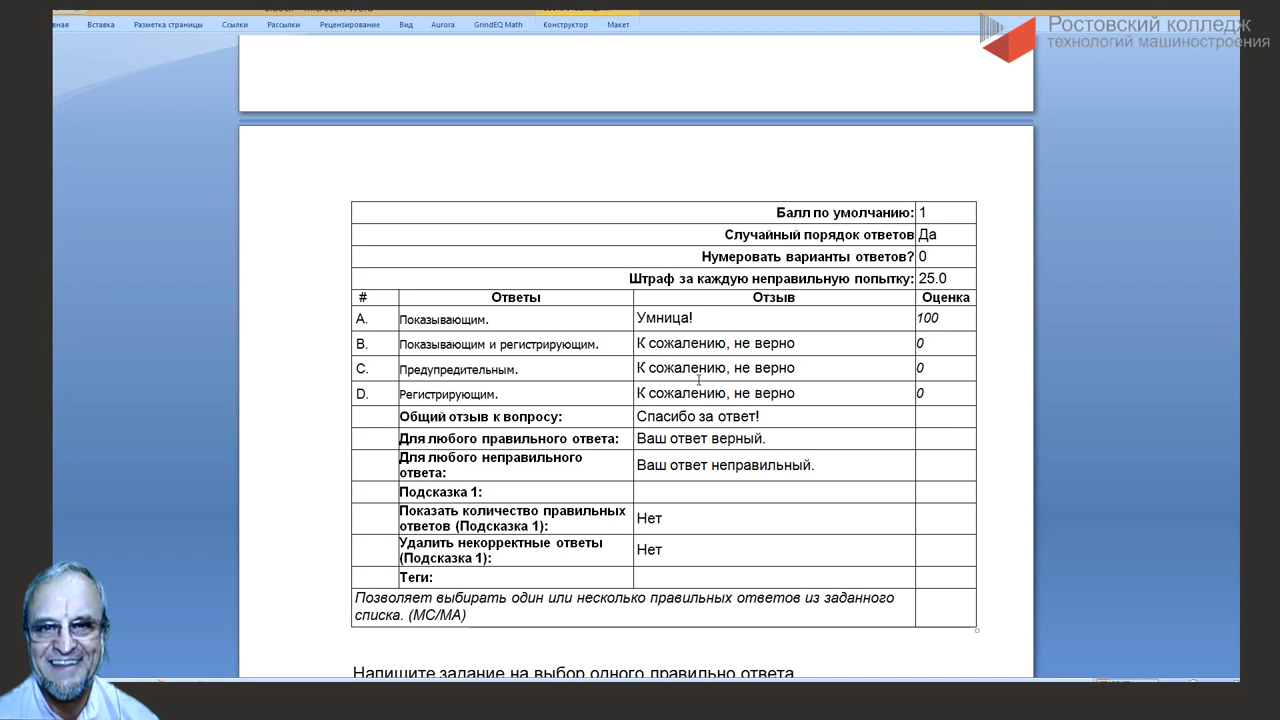 Вставка Разметка страницы Ссылки Рассылки Рецензирование Вид Aurora GrindEQ Math Конструктор Макет
Ростовский колледж
технологий машиностроения
Балл по умолчанию: 1
Случайный порядок ответов Да
Нумеровать варианты ответов? 0
Штраф за каждую неправильную попытку: 25.0
# Ответы Отзыв Оценка
A. Показывающим. Умница! 100
B. Показывающим и регистрирующим. К сожалению, не верно 0
C. Предупредительным. К сожалению, не верно 0
D. Регистрирующим. К сожалению, не верно 0
Общий отзыв к вопросу: Спасибо за ответ!
Для любого правильного ответа: Ваш ответ верный.
Для любого неправильного
ответа: Ваш ответ неправильный.
Подсказка 1:
Показать количество правильных
ответов (Подсказка 1): Нет
Удалить некорректные ответы
(Подсказка 1): Нет
Теги:
Позволяет выбирать один или несколько правильных ответов из заданного
списка. (МС/МА)
Напишите задание на выбор одного правильно ответа